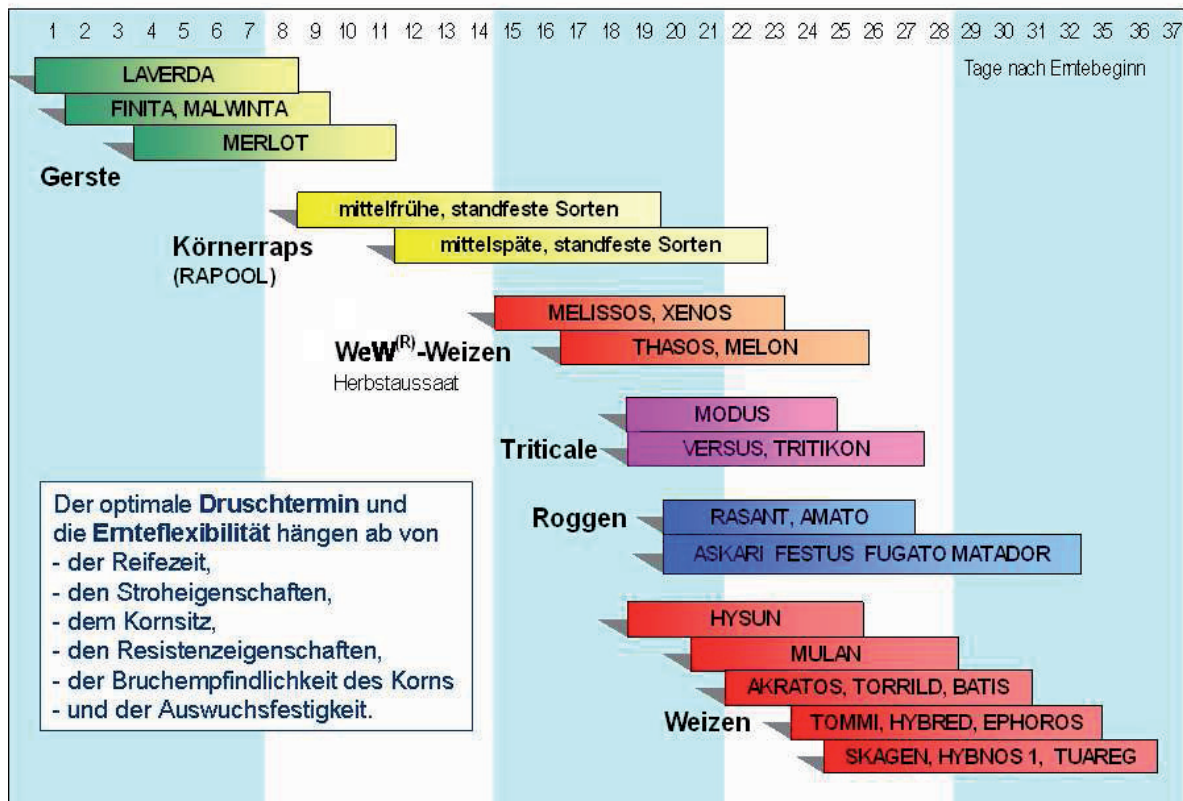 1 2 3 4 5 6 7 8 9 10 11 12 13 14 15 16 17 18 19 20 21 22 23 24 25 26 27 28 29 30 31 32 35 36 37
Tage nach Erntebeginn
LAVERDA
FINITA, MALWINTA
MERLOT
Gerste
mittelfrühe, standfeste Sorten
mittelspäte, standfeste Sorten
Körnerraps
(RAPOOL)
MELISSOS, XENOS
THASOS, MELON
WeW(R)-Weizen
Herbstaussaat
MODUS
VERSUS, TRITIKON
Triticale
RASANT, AMATO
Roggen
ASKARI FESTUS FUGATO MATADOR
HYSUN
MULAN
AKRATOS, TORRILD, BATIS
TOMMI, HYBRED, EPHOROS
Weizen
SKAGEN, HYBNOS 1, TUAREG
Der optimale Druschtermin und
die Ernteflexibilität hängen ab von
- der Reifezeit,
- den Stroheigenschaften,
- dem Kornsitz,
- den Resistenzeigenschaften,
- der Bruchempfindlichkeit des Korns
- und der Auswuchsfestigkeit.